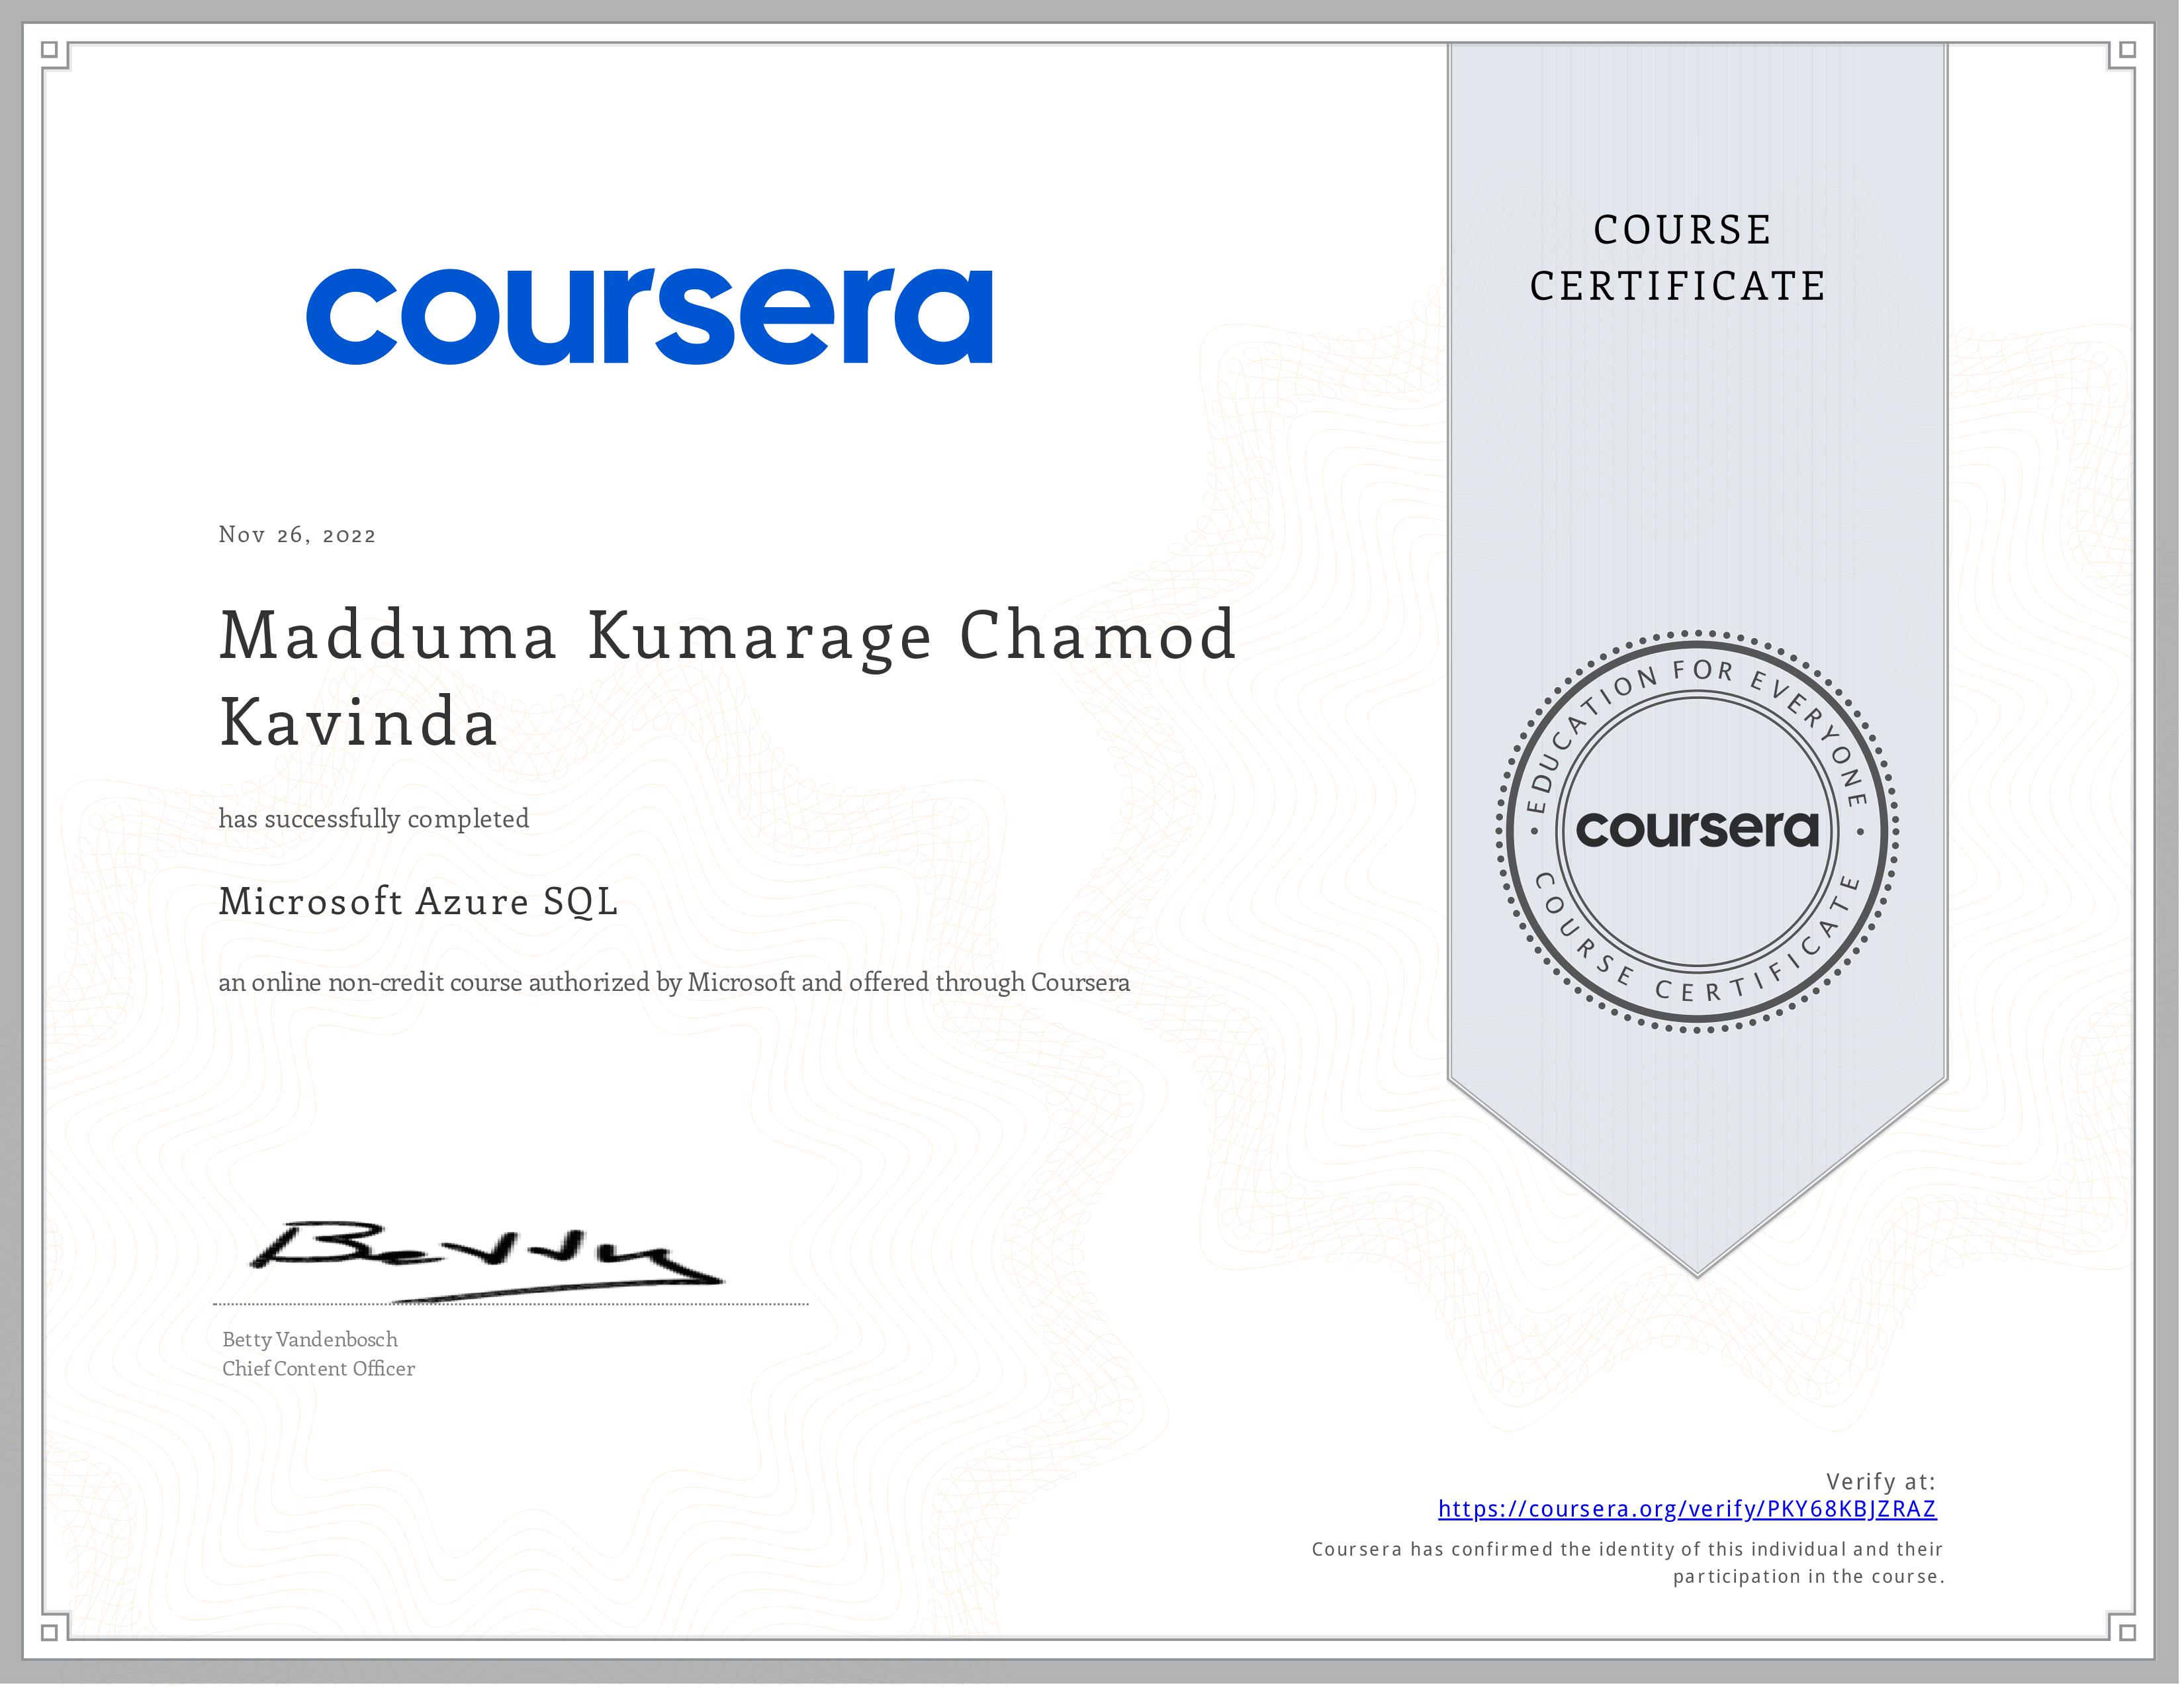 coursera
COURSE
CERTIFICATE
Nov 26, 2022
Madduma Kumarage Chamod
Kavinda
has successfully completed
Microsoft Azure SQL
an online non-credit course authorized by Microsoft and offered through Coursera
EDUCATION FOR EVERYONE
coursera
COURSE CERTIFICATE
Betty
Betty Vandenbosch
Chief Content Officer
Verify at:
https://coursera.org/verify/PKY68KBJZRAZ
Coursera has confirmed the identity of this individual and their
participation in the course.